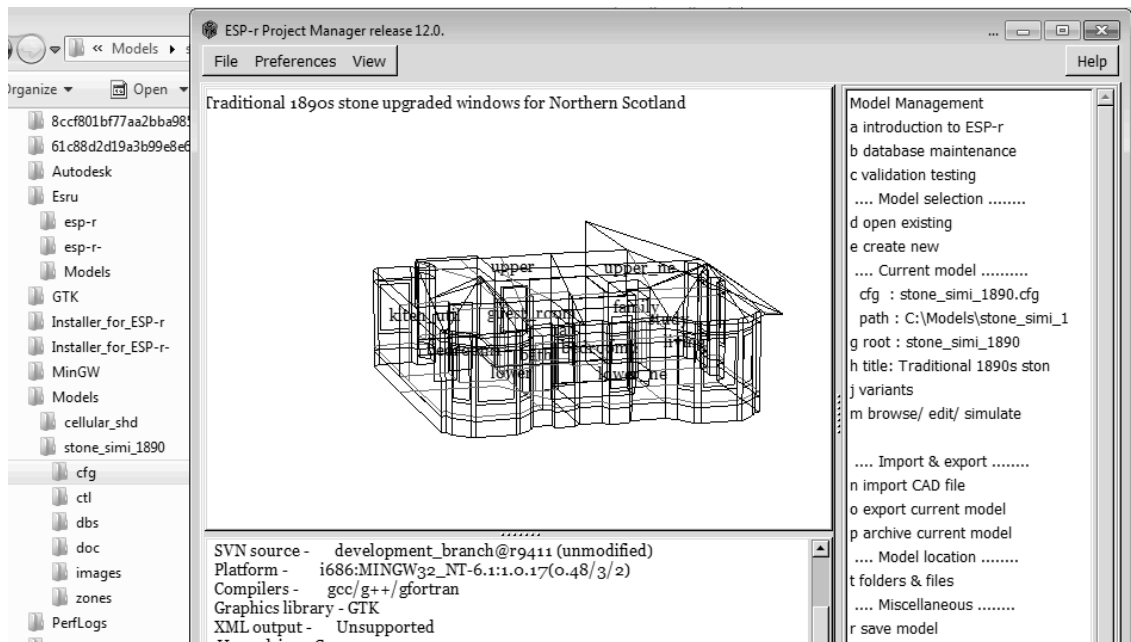 « Models ▸ s
Organize ▾ Open ▾
8ccf801bf77aa2bba985
61c88d2d19a3b99e8e6
Autodesk
Esru
esp-r
esp-r-
Models
GTK
Installer_for_ESP-r
Installer_for_ESP-r-
MinGW
Models
cellular_shd
stone_simi_1890
cfg
ctl
dbs
doc
images
zones
PerfLogs
ESP-r Project Manager release 12.0.
...
File Preferences View
Help
Traditional 1890s stone upgraded windows for Northern Scotland
upper upper_ne
guest_room family
study
living
bath bedroom2
lower lower_ne
SVN source - development_branch@r9411 (unmodified)
Platform - i686:MINGW32_NT-6.1:1.0.17(0.48/3/2)
Compilers - gcc/g++/gfortran
Graphics library - GTK
XML output - Unsupported
Model Management
a introduction to ESP-r
b database maintenance
c validation testing
.... Model selection ........
d open existing
e create new
.... Current model ..........
cfg : stone_simi_1890.cfg
path : C:\Models\stone_simi_1
g root : stone_simi_1890
h title: Traditional 1890s ston
j variants
m browse/ edit/ simulate
.... Import & export ........
n import CAD file
o export current model
p archive current model
.... Model location ........
t folders & files
.... Miscellaneous ........
r save model